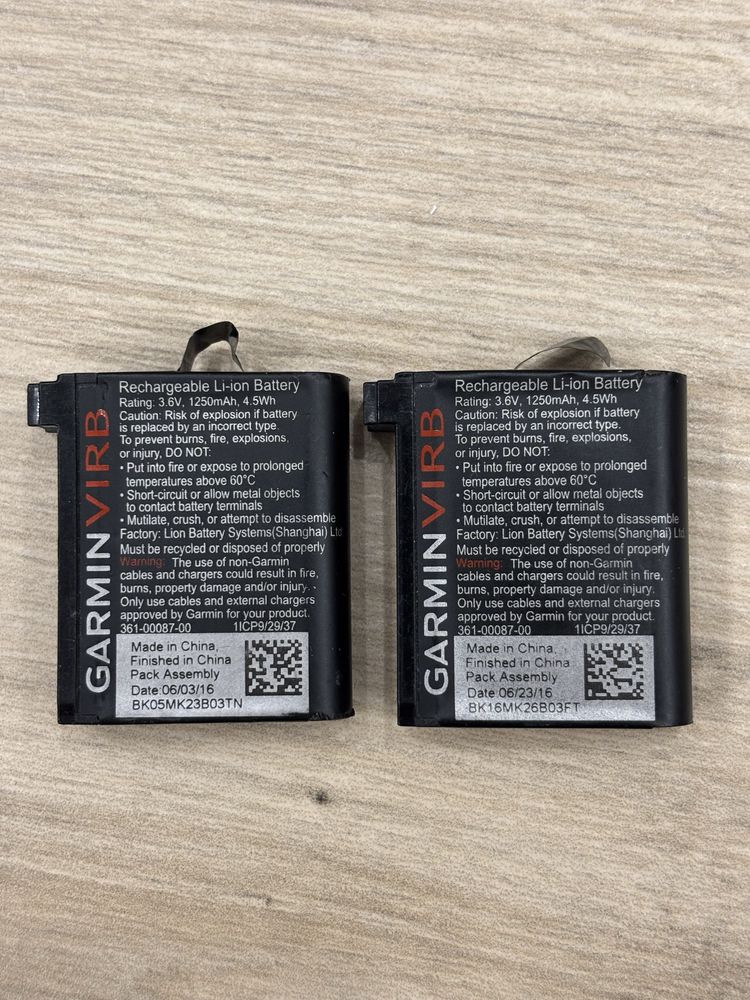 GARMIN VIRB
Rechargeable Li-ion Battery
Rating: 3.6V, 1250mAh, 4.5Wh
Caution: Risk of explosion if battery
is replaced by an incorrect type.
To prevent burns, fire, explosions,
or injury, DO NOT:
• Put into fire or expose to prolonged
temperatures above 60°C
• Short-circuit or allow metal objects
to contact battery terminals
• Mutilate, crush, or attempt to disassemble
Factory: Lion Battery Systems(Shanghai) Ltd
Must be recycled or disposed of properly
Warning: The use of non-Garmin
cables and chargers could result in fire,
burns, property damage and/or injury.
Only use cables and external chargers
approved by Garmin for your product.
361-00087-00 1ICP9/29/37
Made in China,
Finished in China
Pack Assembly
Date: 06/03/16
BK05MK23B03TN
GARMIN VIRB
Rechargeable Li-ion Battery
Rating: 3.6V, 1250mAh, 4.5Wh
Caution: Risk of explosion if battery
is replaced by an incorrect type.
To prevent burns, fire, explosions,
or injury, DO NOT:
• Put into fire or expose to prolonged
temperatures above 60°C
• Short-circuit or allow metal objects
to contact battery terminals
• Mutilate, crush, or attempt to disassemble
Factory: Lion Battery Systems(Shanghai) Ltd
Must be recycled or disposed of properly
Warning: The use of non-Garmin
cables and chargers could result in fire,
burns, property damage and/or injury.
Only use cables and external chargers
approved by Garmin for your product.
361-00087-00 1ICP9/29/37
Made in China,
Finished in China
Pack Assembly
Date: 06/23/16
BK16MK26B03FT